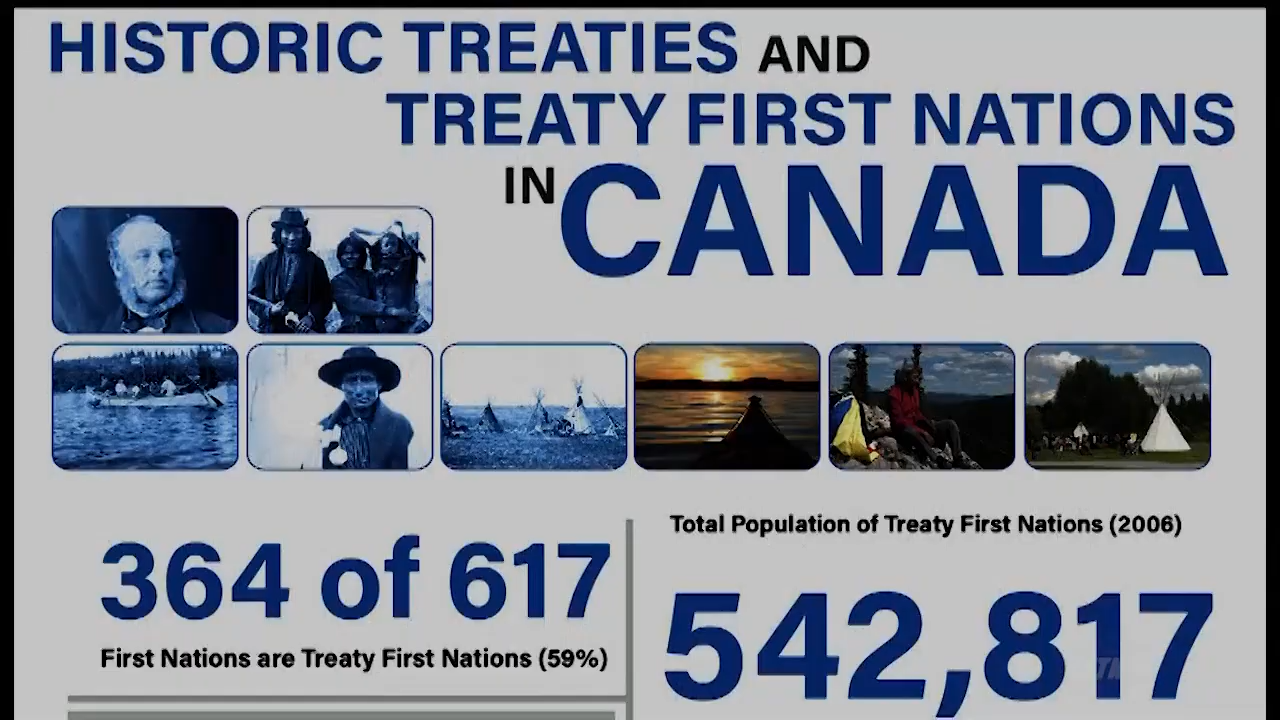 HISTORIC TREATIES AND
TREATY FIRST NATIONS
IN CANADA
364 of 617
First Nations are Treaty First Nations (59%)
Total Population of Treaty First Nations (2006)
542,817